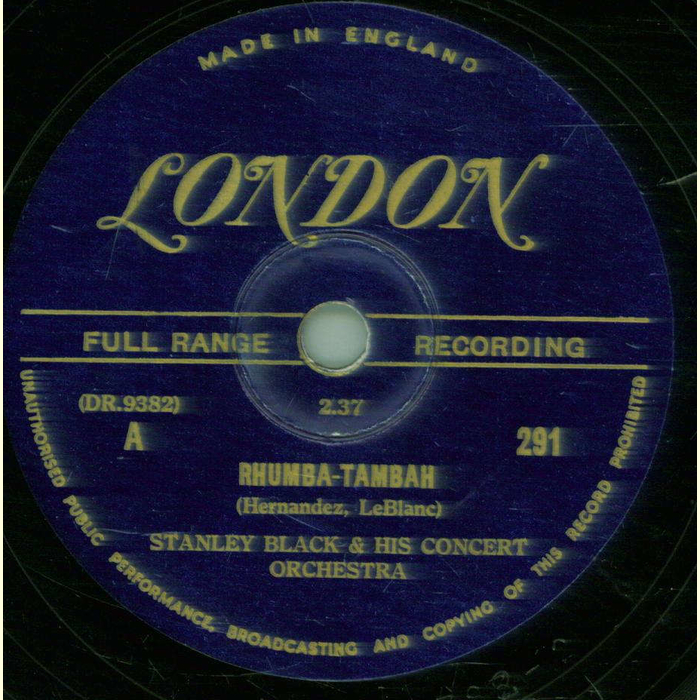 MADE IN ENGLAND
LONDON
FULL RANGE RECORDING
(DR.9382) 2.37
A 291
RHUMBA-TAMBAH
(Hernandez, LeBlanc)
STANLEY BLACK & HIS CONCERT
ORCHESTRA
UNAUTHORISED PUBLIC PERFORMANCE, BROADCASTING AND COPYING OF THIS RECORD PROHIBITED